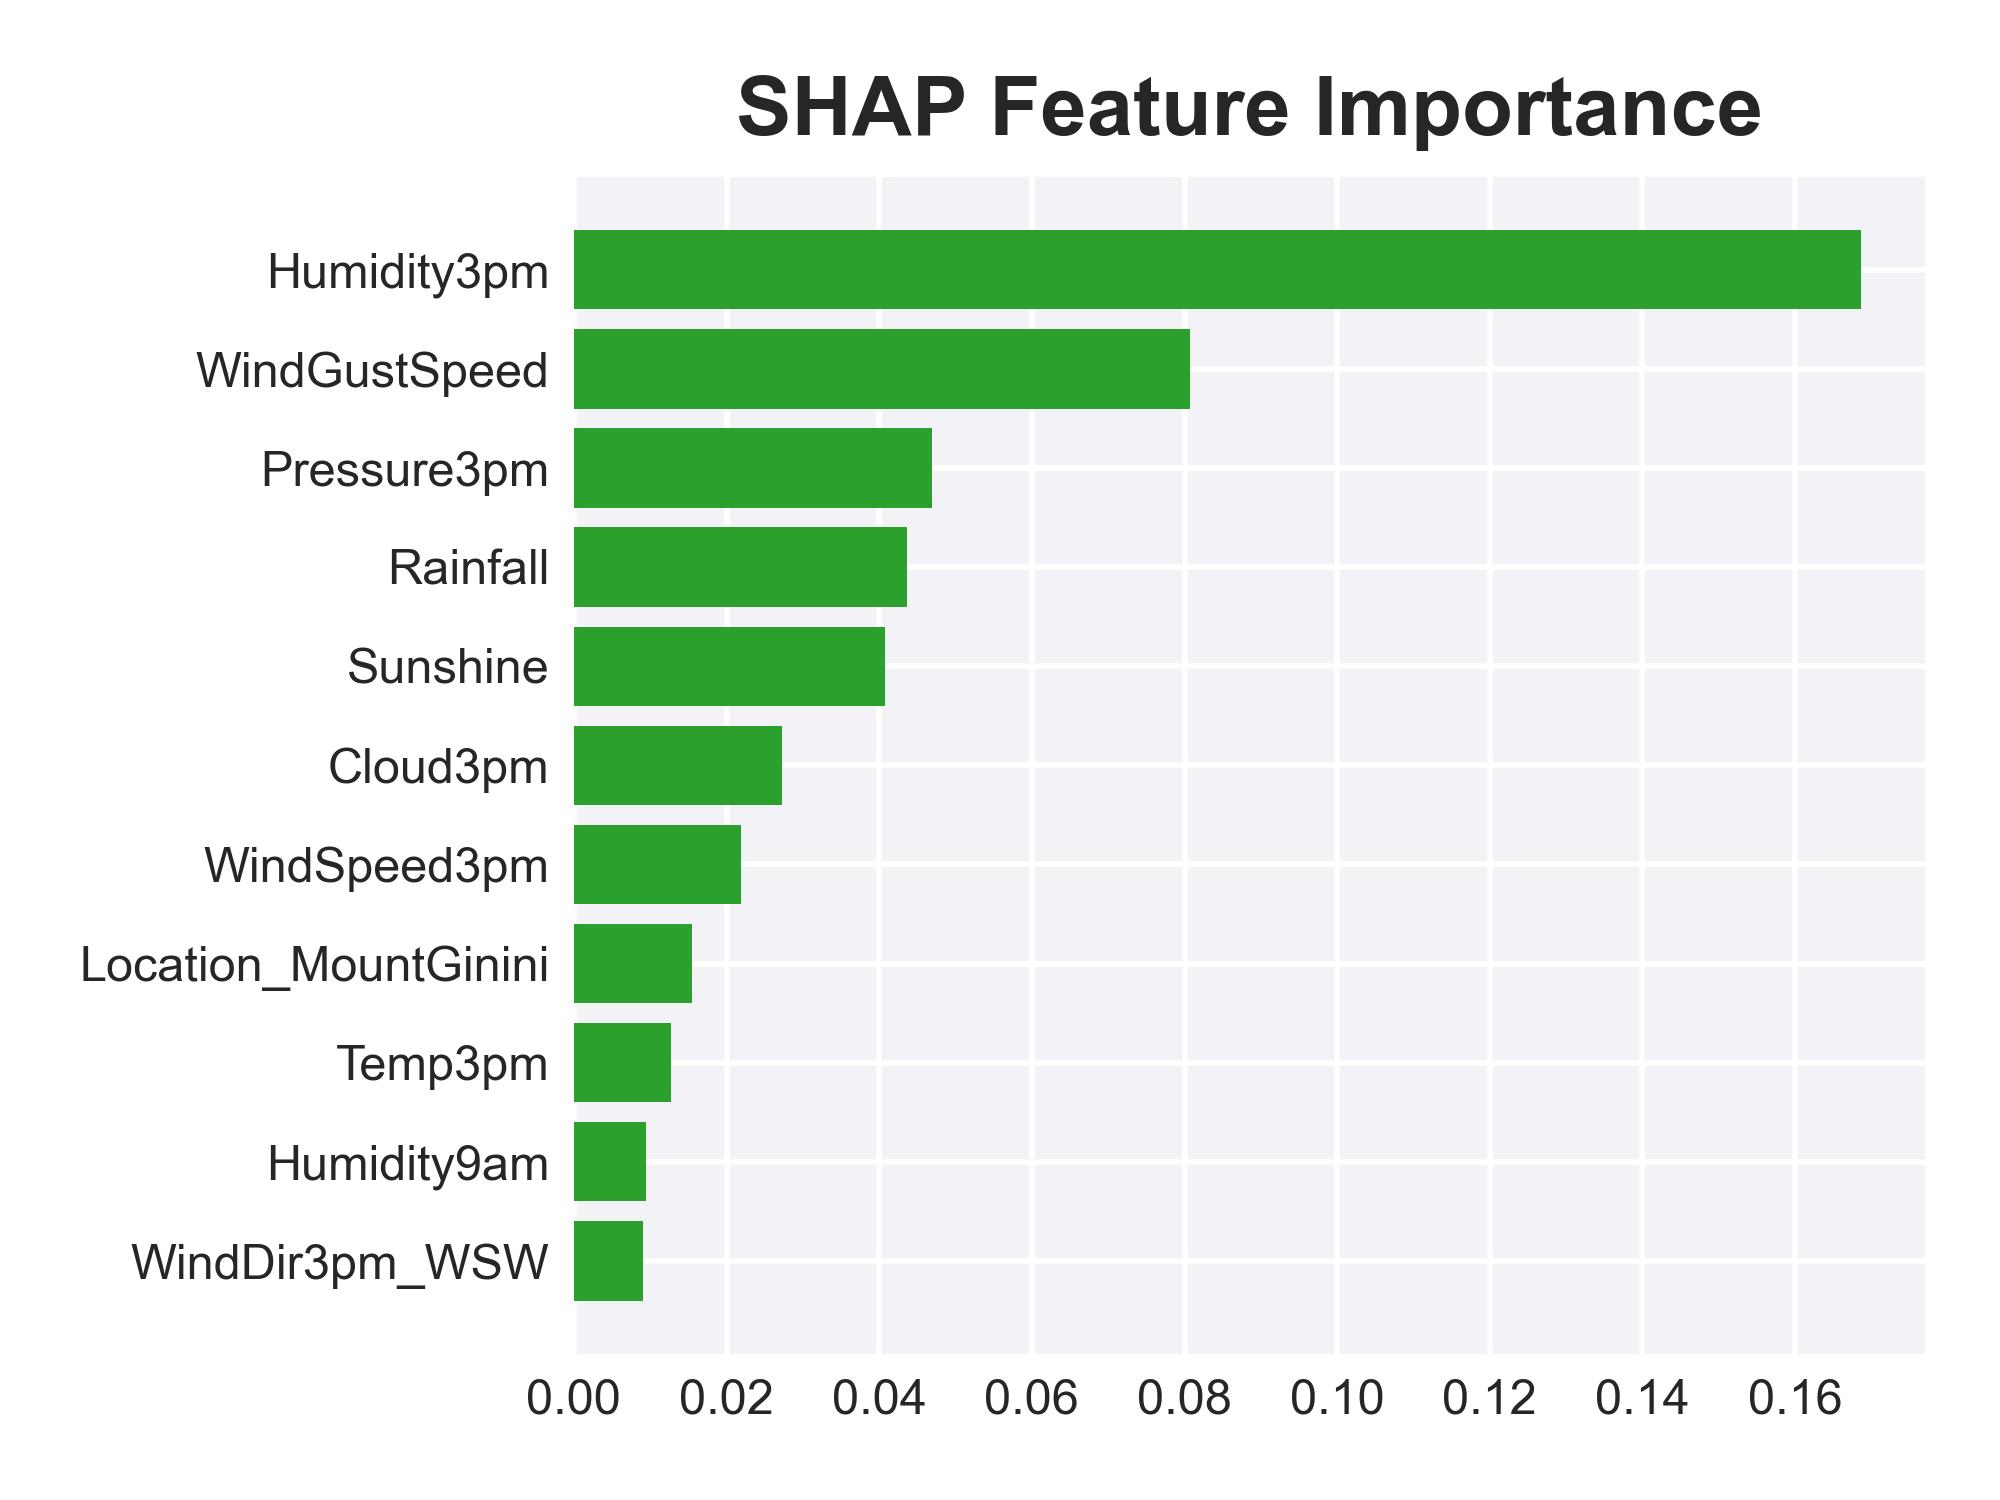 SHAP Feature Importance
Humidity3pm
WindGustSpeed
Pressure3pm
Rainfall
Sunshine
Cloud3pm
WindSpeed3pm
Location_MountGinini
Temp3pm
Humidity9am
WindDir3pm_WSW
0.00 0.02 0.04 0.06 0.08 0.10 0.12 0.14 0.16